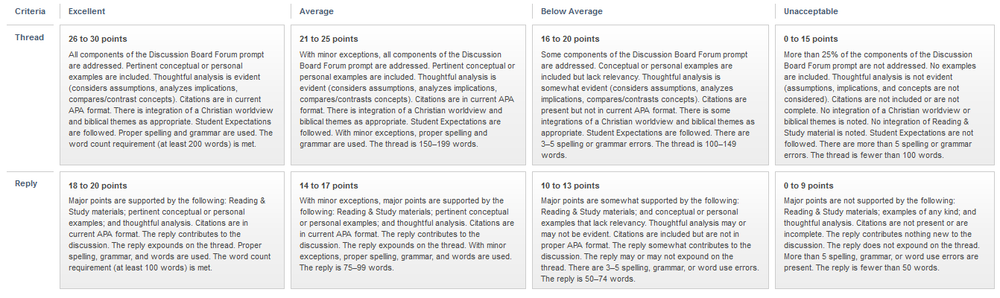 Criteria Excellent Average Below Average Unacceptable
Thread
26 to 30 points
All components of the Discussion Board Forum prompt
are addressed. Pertinent conceptual or personal
examples are included. Thoughtful analysis is evident
(considers assumptions, analyzes implications,
compares/contrast concepts). Citations are in current
APA format. There is integration of a Christian worldview
and biblical themes as appropriate. Student Expectations
are followed. Proper spelling and grammar are used. The
word count requirement (at least 200 words) is met.
21 to 25 points
With minor exceptions, all components of the Discussion
Board Forum prompt are addressed. Pertinent conceptual or
personal examples are included. Thoughtful analysis is
evident (considers assumptions, analyzes implications,
compares/contrasts concepts). Citations are in current APA
format. There is integration of a Christian worldview and
biblical themes as appropriate. Student Expectations are
followed. With minor exceptions, proper spelling and
grammar are used. The thread is 150–199 words.
16 to 20 points
Some components of the Discussion Board Forum prompt
are addressed. Conceptual or personal examples are
included but lack relevancy. Thoughtful analysis is
somewhat evident (considers assumptions, analyzes
implications, compares/contrasts concepts). Citations are
present but not in current APA format. There is some
integrations of a Christian worldview and biblical themes as
appropriate. Student Expectations are followed. There are
3–5 spelling or grammar errors. The thread is 100–149
words.
0 to 15 points
More than 25% of the components of the Discussion
Board Forum prompt are not addressed. No examples
are included. Thoughtful analysis is not evident
(assumptions, implications, and concepts are not
considered). Citations are not included or are not
complete. No integration of a Christian worldview or
biblical themes is noted. No integration of Reading &
Study material is noted. Student Expectations are not
followed. There are more than 5 spelling or grammar
errors. The thread is fewer than 100 words.
Reply
18 to 20 points
Major points are supported by the following: Reading &
Study materials; pertinent conceptual or personal
examples; and thoughtful analysis. Citations are in
current APA format. The reply contributes to the
discussion. The reply expounds on the thread. Proper
spelling, grammar, and words are used. The word count
requirement (at least 100 words) is met.
14 to 17 points
With minor exceptions, major points are supported by the
following: Reading & Study materials; pertinent conceptual
or personal examples; and thoughtful analysis. Citations are
in current APA format. The reply contributes to the
discussion. The reply expounds on the thread. With minor
exceptions, proper spelling, grammar, and words are used.
The reply is 75–99 words.
10 to 13 points
Major points are somewhat supported by the following:
Reading & Study materials; and conceptual or personal
examples that lack relevancy. Thoughtful analysis may or
may not be evident. Citations are included but are not in
proper APA format. The reply somewhat contributes to the
discussion. The reply may or may not expound on the
thread. There are 3–5 spelling, grammar, or word use errors.
The reply is 50–74 words.
0 to 9 points
Major points are not supported by the following:
Reading & Study materials; examples of any kind; and
thoughtful analysis. Citations are not present or are
incomplete. The reply contributes nothing new to the
discussion. The reply does not expound on the thread.
More than 5 spelling, grammar, or word use errors are
present. The reply is fewer than 50 words.